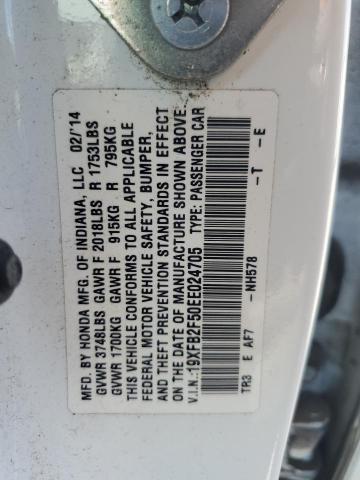 MFD. BY HONDA MFG. OF INDIANA, LLC 02/'14
GVWR 3748LBS GAWR F 2018LBS R 1753LBS
GVWR 1700KG GAWR F 915KG R 795KG
THIS VEHICLE CONFORMS TO ALL APPLICABLE
FEDERAL MOTOR VEHICLE SAFETY, BUMPER,
AND THEFT PREVENTION STANDARDS IN EFFECT
ON THE DATE OF MANUFACTURE SHOWN ABOVE.
V.I.N.:19XFB2F50EE024705 TYPE: PASSENGER CAR
TR3 E AF7 -NH578 -T -E